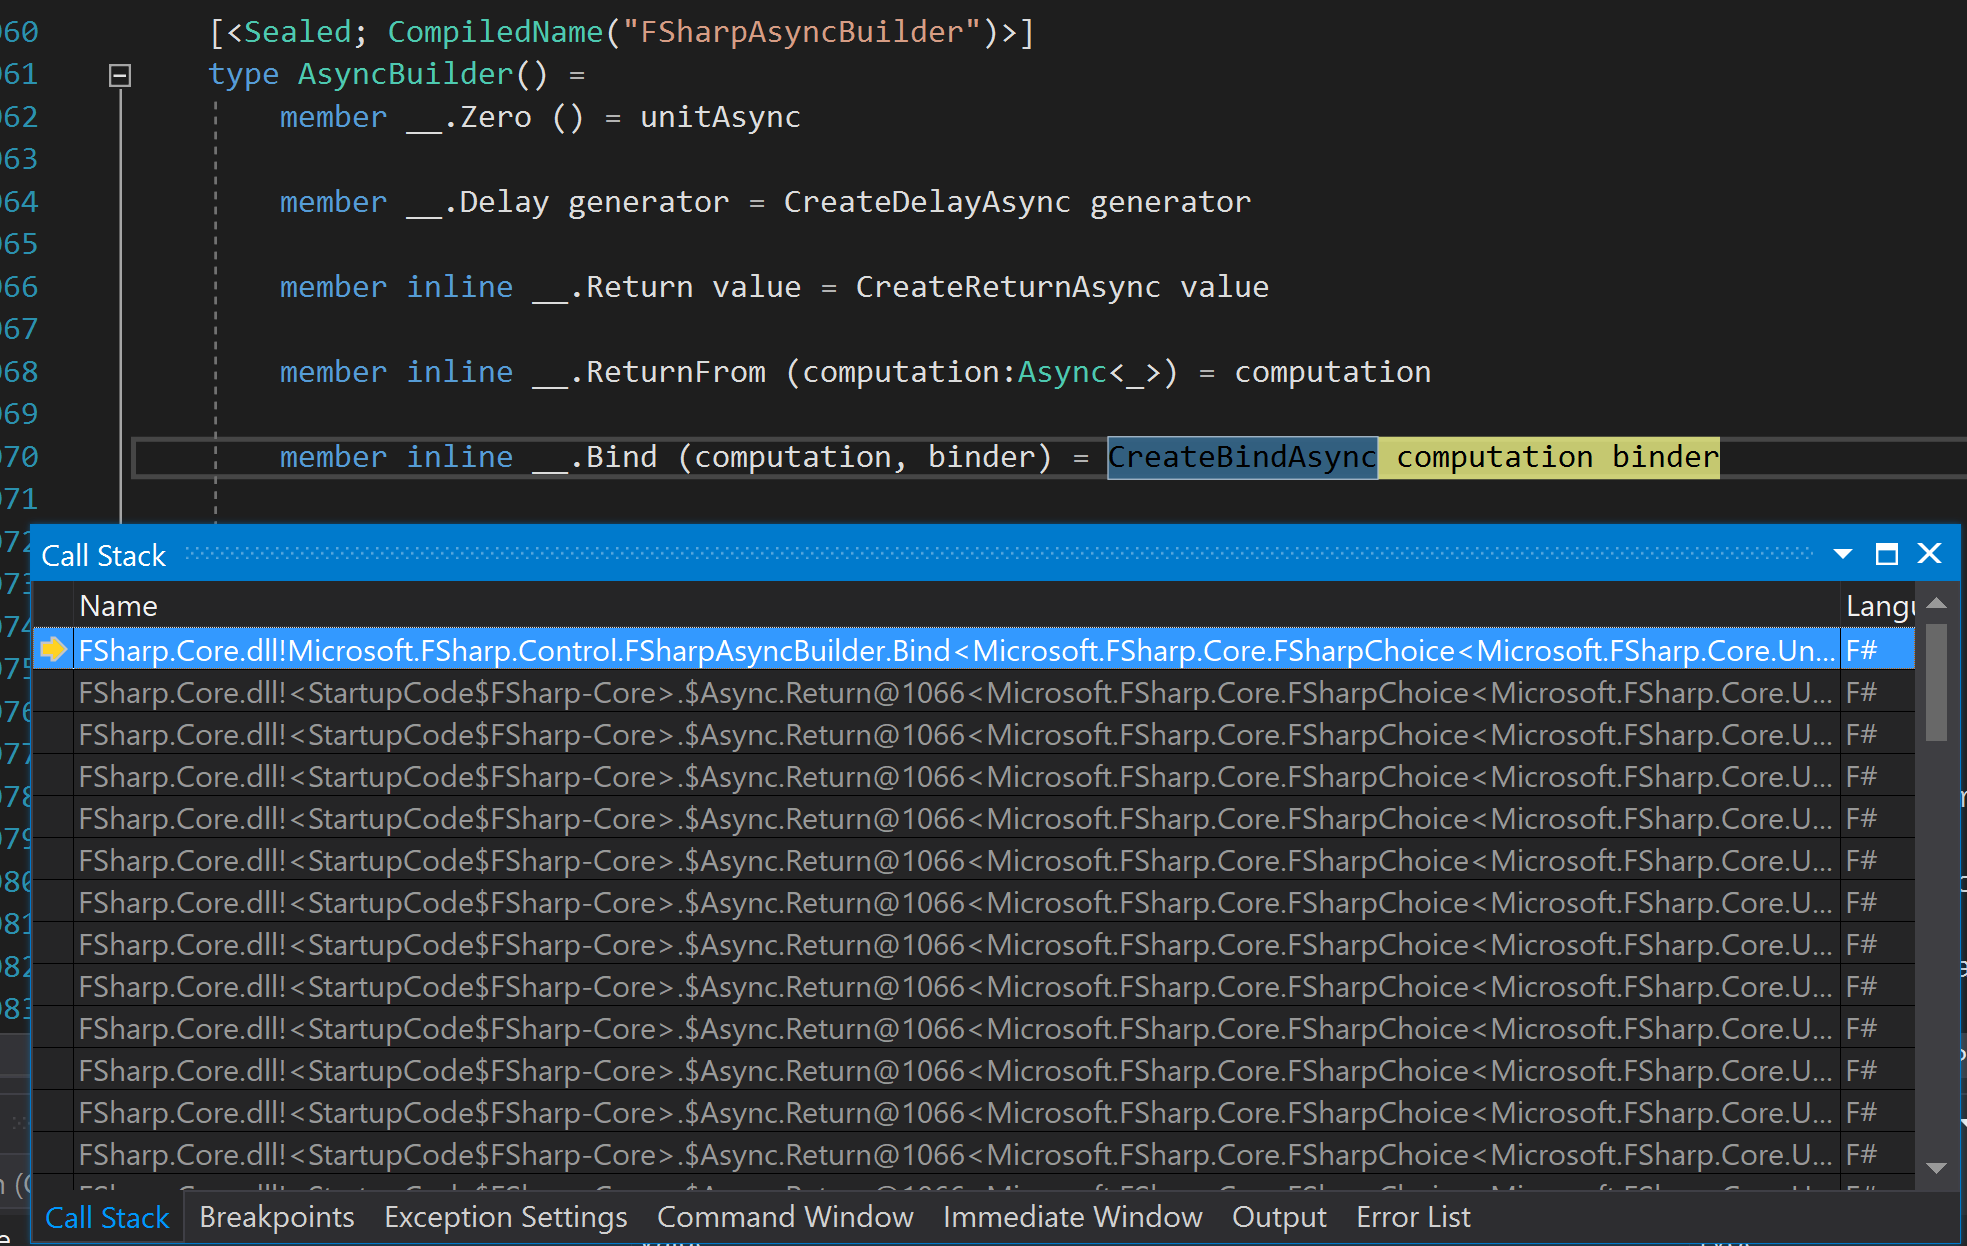 060 [<Sealed; CompiledName("FSharpAsyncBuilder")>]
061 type AsyncBuilder() =
062 member __.Zero () = unitAsync
063
064 member __.Delay generator = CreateDelayAsync generator
065
066 member inline __.Return value = CreateReturnAsync value
067
068 member inline __.ReturnFrom (computation:Async<_>) = computation
069
070 member inline __.Bind (computation, binder) = CreateBindAsync computation binder
071
Call Stack
Name Langu
FSharp.Core.dll!Microsoft.FSharp.Control.FSharpAsyncBuilder.Bind<Microsoft.FSharp.Core.FSharpChoice<Microsoft.FSharp.Core.Un... F#
FSharp.Core.dll!<StartupCode$FSharp-Core>.$Async.Return@1066<Microsoft.FSharp.Core.FSharpChoice<Microsoft.FSharp.Core.U... F#
FSharp.Core.dll!<StartupCode$FSharp-Core>.$Async.Return@1066<Microsoft.FSharp.Core.FSharpChoice<Microsoft.FSharp.Core.U... F#
FSharp.Core.dll!<StartupCode$FSharp-Core>.$Async.Return@1066<Microsoft.FSharp.Core.FSharpChoice<Microsoft.FSharp.Core.U... F#
FSharp.Core.dll!<StartupCode$FSharp-Core>.$Async.Return@1066<Microsoft.FSharp.Core.FSharpChoice<Microsoft.FSharp.Core.U... F#
FSharp.Core.dll!<StartupCode$FSharp-Core>.$Async.Return@1066<Microsoft.FSharp.Core.FSharpChoice<Microsoft.FSharp.Core.U... F#
FSharp.Core.dll!<StartupCode$FSharp-Core>.$Async.Return@1066<Microsoft.FSharp.Core.FSharpChoice<Microsoft.FSharp.Core.U... F#
FSharp.Core.dll!<StartupCode$FSharp-Core>.$Async.Return@1066<Microsoft.FSharp.Core.FSharpChoice<Microsoft.FSharp.Core.U... F#
FSharp.Core.dll!<StartupCode$FSharp-Core>.$Async.Return@1066<Microsoft.FSharp.Core.FSharpChoice<Microsoft.FSharp.Core.U... F#
FSharp.Core.dll!<StartupCode$FSharp-Core>.$Async.Return@1066<Microsoft.FSharp.Core.FSharpChoice<Microsoft.FSharp.Core.U... F#
FSharp.Core.dll!<StartupCode$FSharp-Core>.$Async.Return@1066<Microsoft.FSharp.Core.FSharpChoice<Microsoft.FSharp.Core.U... F#
FSharp.Core.dll!<StartupCode$FSharp-Core>.$Async.Return@1066<Microsoft.FSharp.Core.FSharpChoice<Microsoft.FSharp.Core.U... F#
FSharp.Core.dll!<StartupCode$FSharp-Core>.$Async.Return@1066<Microsoft.FSharp.Core.FSharpChoice<Microsoft.FSharp.Core.U... F#
Call Stack Breakpoints Exception Settings Command Window Immediate Window Output Error List